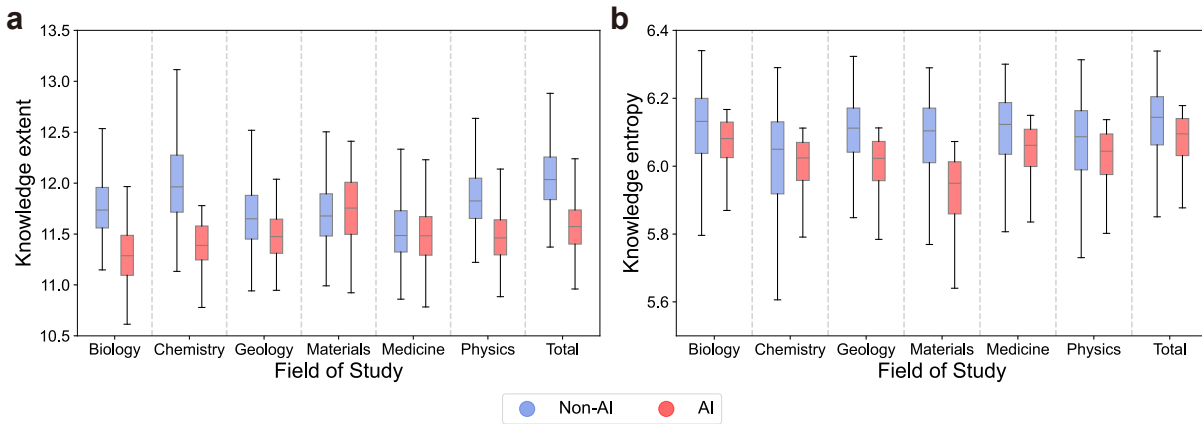 a
13.5
13.0
12.5
12.0
11.5
11.0
10.5
Knowledge extent
Biology Chemistry Geology Materials Medicine Physics Total
Field of Study
b
6.4
6.2
6.0
5.8
5.6
Knowledge entropy
Biology Chemistry Geology Materials Medicine Physics Total
Field of Study
Non-AI AI